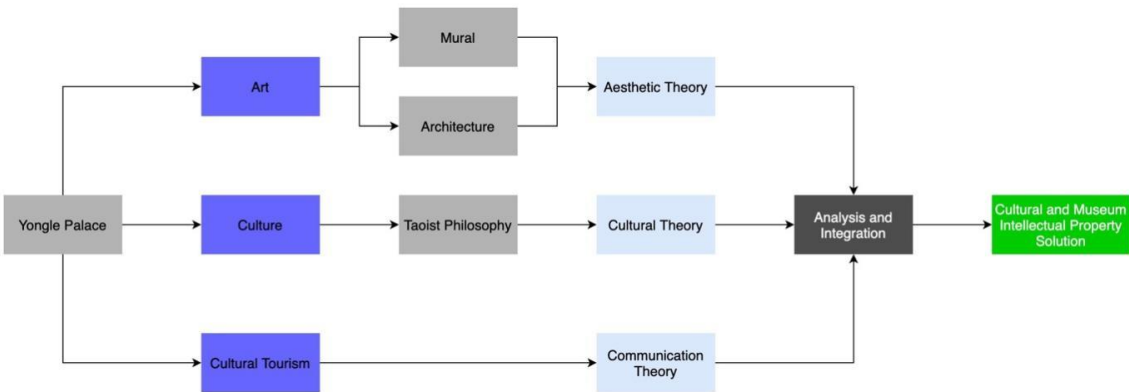 Mural
Art
Aesthetic Theory
Architecture
Yongle Palace
Culture
Taoist Philosophy
Cultural Theory
Analysis and
Integration
Cultural and Museum
Intellectual Property
Solution
Cultural Tourism
Communication
Theory